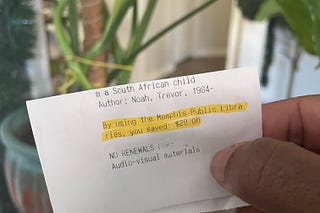 m a South African child
Author: Noah, Trevor, 1984-
By using the Memphis Public Libra
ries, you saved: $28.00
NO RENEWALS FOR:
Audio-visual materials